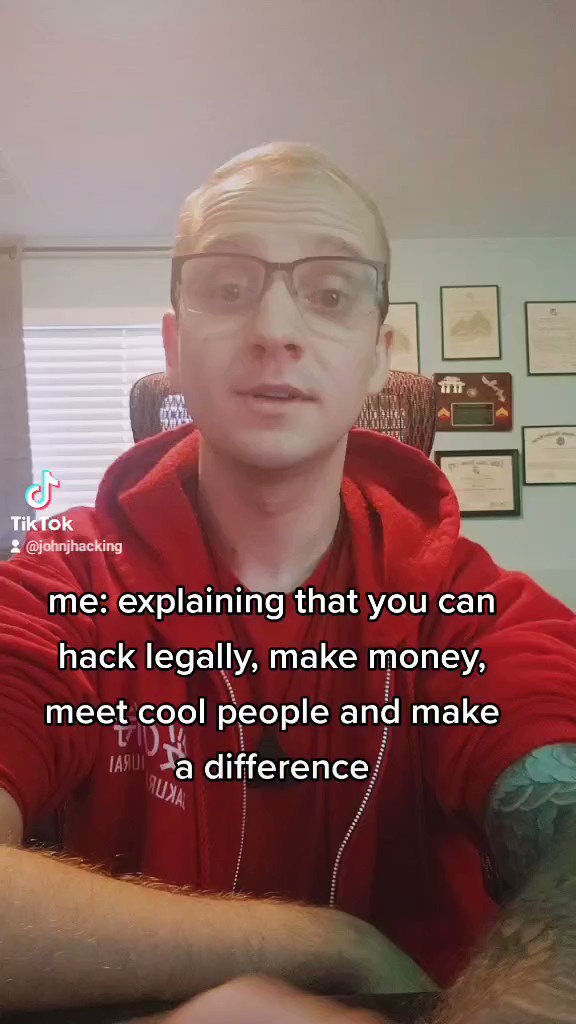 TikTok
@johnjhacking
me: explaining that you can
hack legally, make money,
meet cool people and make
a difference